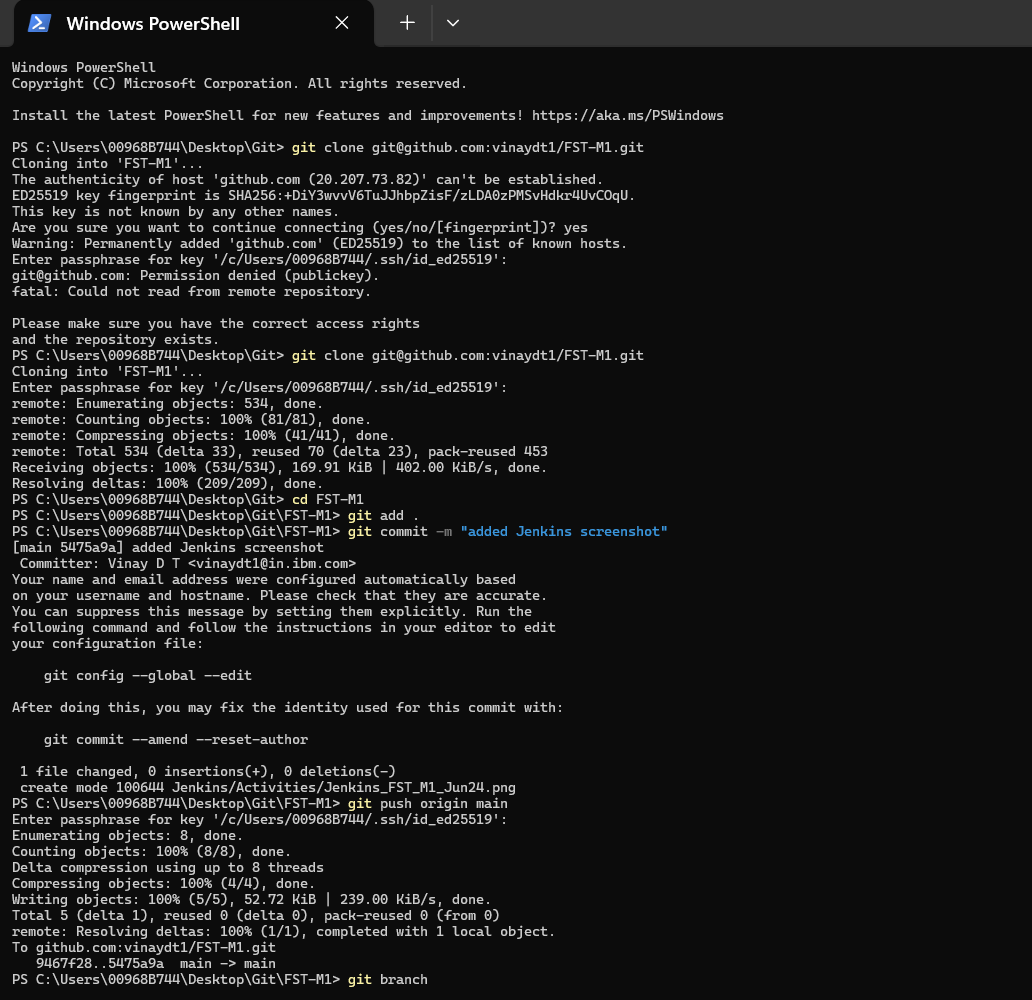 Windows PowerShell
Windows PowerShell
Copyright (C) Microsoft Corporation. All rights reserved.
Install the latest PowerShell for new features and improvements! https://aka.ms/PSWindows
PS C:\Users\00968B744\Desktop\Git> git clone git@github.com:vinaydt1/FST-M1.git
Cloning into 'FST-M1'...
The authenticity of host 'github.com (20.207.73.82)' can't be established.
ED25519 key fingerprint is SHA256:+DiY3wvvV6TuJJhbpZisF/zLDA0zPMSvHdkr4UvCOqU.
This key is not known by any other names.
Are you sure you want to continue connecting (yes/no/[fingerprint])? yes
Warning: Permanently added 'github.com' (ED25519) to the list of known hosts.
Enter passphrase for key '/c/Users/00968B744/.ssh/id_ed25519':
git@github.com: Permission denied (publickey).
fatal: Could not read from remote repository.
Please make sure you have the correct access rights
and the repository exists.
PS C:\Users\00968B744\Desktop\Git> git clone git@github.com:vinaydt1/FST-M1.git
Cloning into 'FST-M1'...
Enter passphrase for key '/c/Users/00968B744/.ssh/id_ed25519':
remote: Enumerating objects: 534, done.
remote: Counting objects: 100% (81/81), done.
remote: Compressing objects: 100% (41/41), done.
remote: Total 534 (delta 33), reused 70 (delta 23), pack-reused 453
Receiving objects: 100% (534/534), 169.91 KiB | 402.00 KiB/s, done.
Resolving deltas: 100% (209/209), done.
PS C:\Users\00968B744\Desktop\Git> cd FST-M1
PS C:\Users\00968B744\Desktop\Git\FST-M1> git add .
PS C:\Users\00968B744\Desktop\Git\FST-M1> git commit -m "added Jenkins screenshot"
[main 5475a9a] added Jenkins screenshot
Committer: Vinay D T <vinaydt1@in.ibm.com>
Your name and email address were configured automatically based
on your username and hostname. Please check that they are accurate.
You can suppress this message by setting them explicitly. Run the
following command and follow the instructions in your editor to edit
your configuration file:
git config --global --edit
After doing this, you may fix the identity used for this commit with:
git commit --amend --reset-author
1 file changed, 0 insertions(+), 0 deletions(-)
create mode 100644 Jenkins/Activities/Jenkins_FST_M1_Jun24.png
PS C:\Users\00968B744\Desktop\Git\FST-M1> git push origin main
Enter passphrase for key '/c/Users/00968B744/.ssh/id_ed25519':
Enumerating objects: 8, done.
Counting objects: 100% (8/8), done.
Delta compression using up to 8 threads
Compressing objects: 100% (4/4), done.
Writing objects: 100% (5/5), 52.72 KiB | 239.00 KiB/s, done.
Total 5 (delta 1), reused 0 (delta 0), pack-reused 0 (from 0)
remote: Resolving deltas: 100% (1/1), completed with 1 local object.
To github.com:vinaydt1/FST-M1.git
9467f28..5475a9a  main -> main
PS C:\Users\00968B744\Desktop\Git\FST-M1> git branch